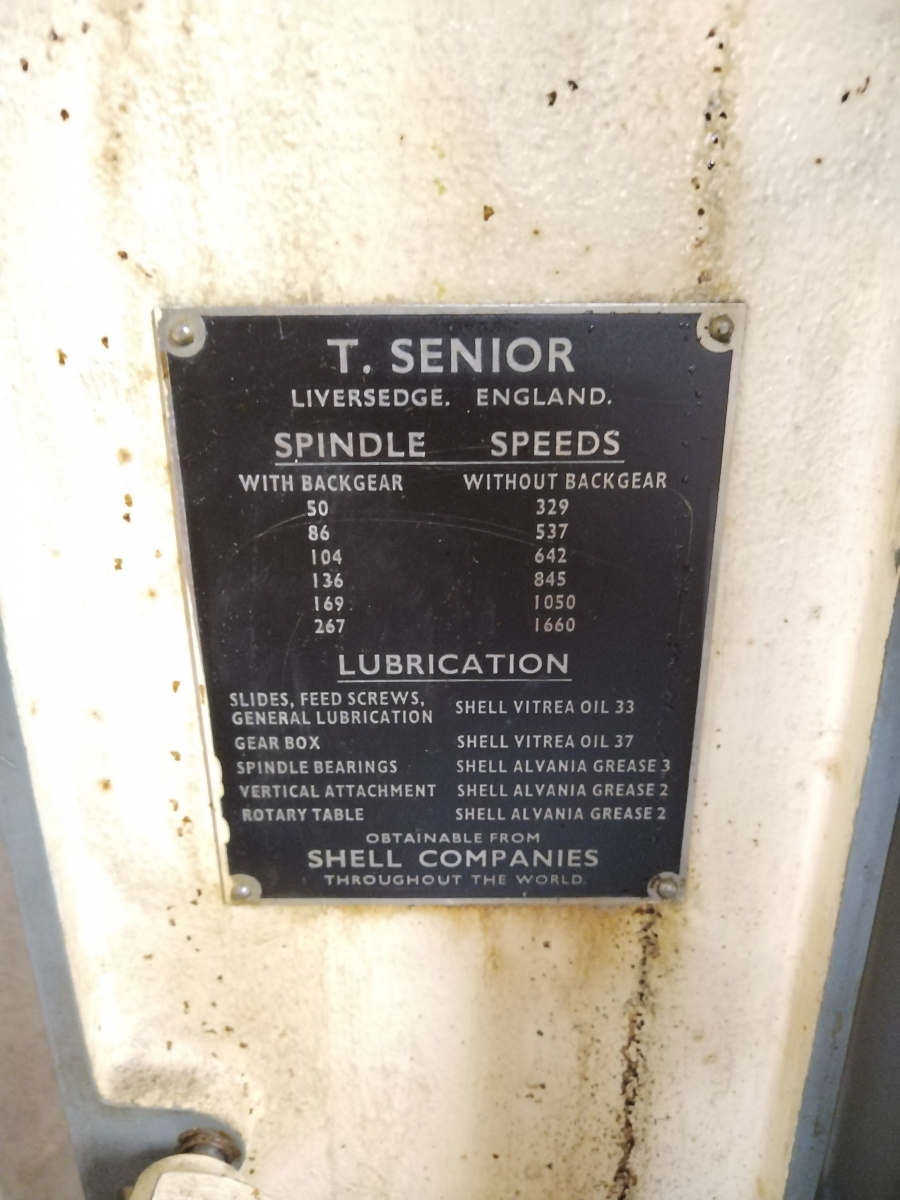 T. SENIOR
LIVERSEDGE. ENGLAND.
SPINDLE SPEEDS
WITH BACKGEAR WITHOUT BACKGEAR
50 329
86 537
104 642
136 845
169 1050
267 1660
LUBRICATION
SLIDES, FEED SCREWS,
GENERAL LUBRICATION SHELL VITREA OIL 33
GEAR BOX SHELL VITREA OIL 37
SPINDLE BEARINGS SHELL ALVANIA GREASE 3
VERTICAL ATTACHMENT SHELL ALVANIA GREASE 2
ROTARY TABLE SHELL ALVANIA GREASE 2
OBTAINABLE FROM
SHELL COMPANIES
THROUGHOUT THE WORLD.